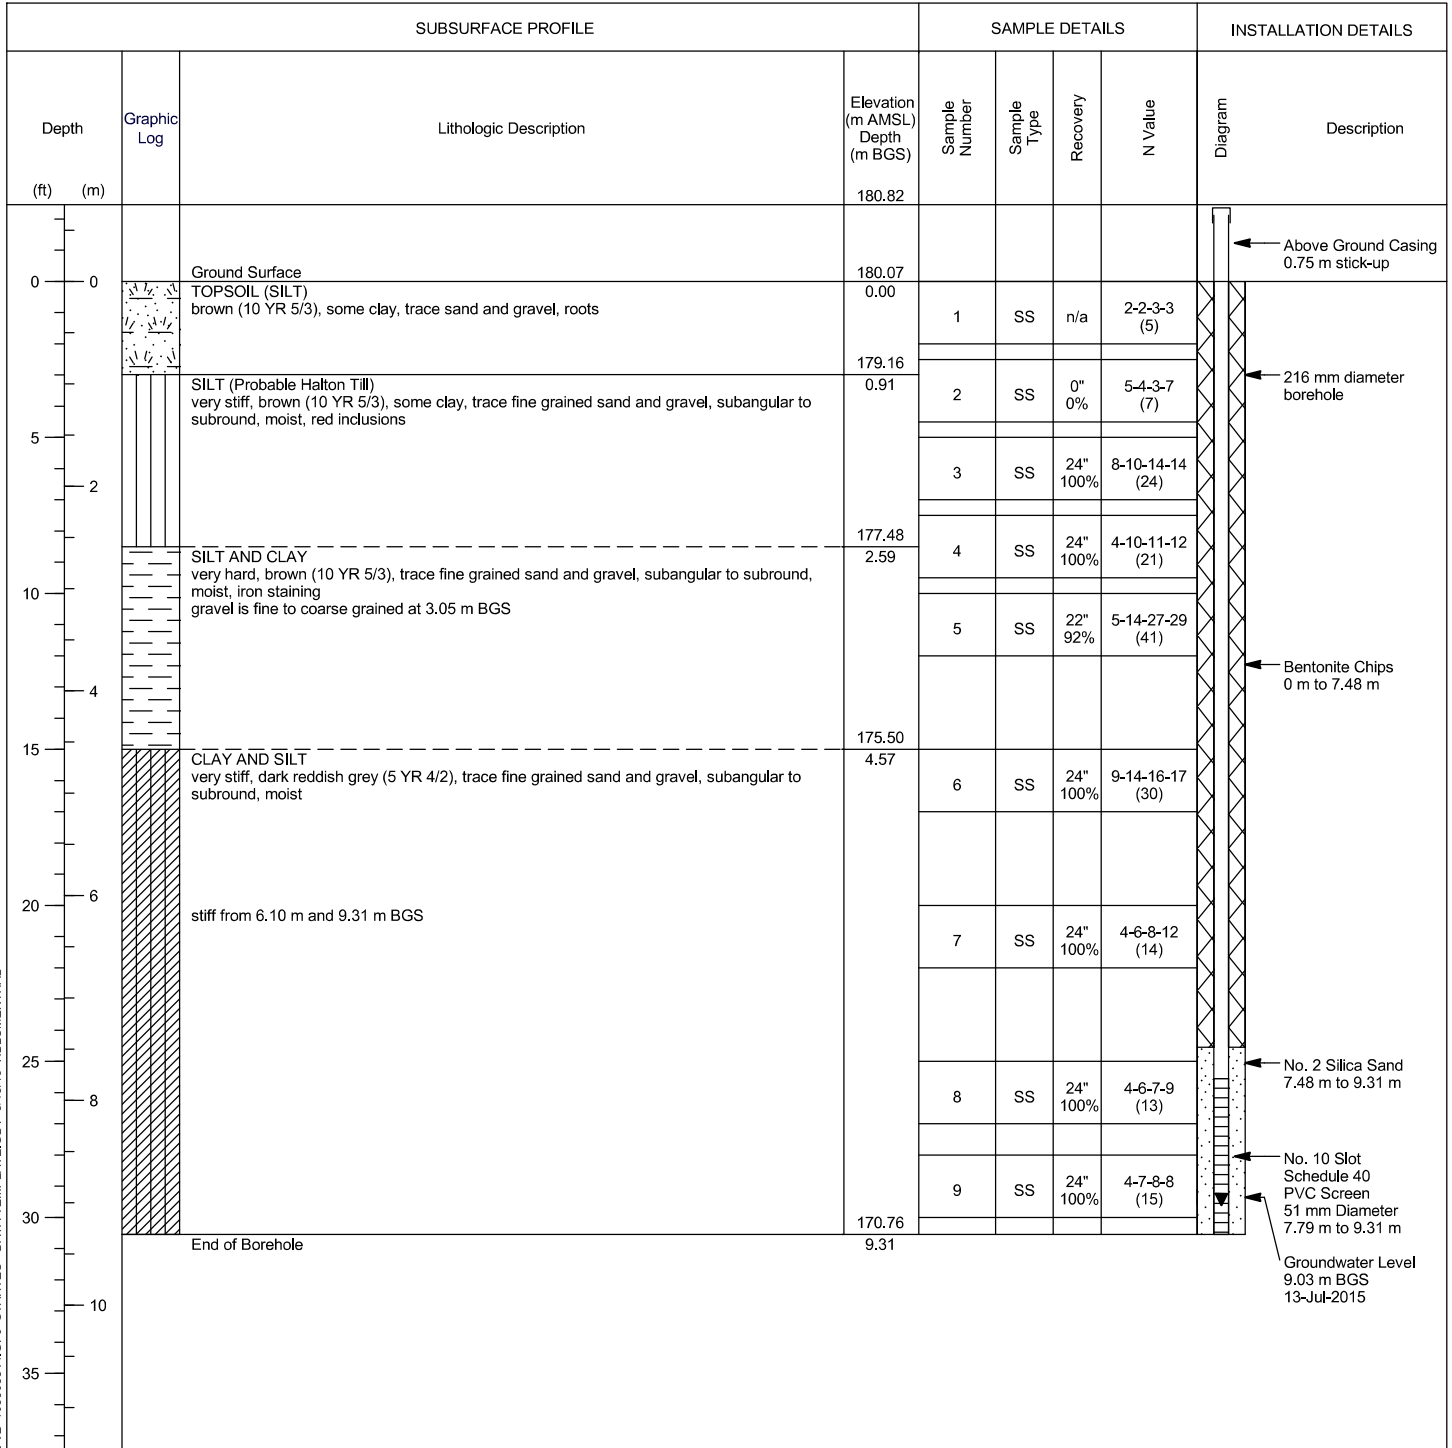 SUBSURFACE PROFILE
SAMPLE DETAILS
INSTALLATION DETAILS
Depth
(ft) (m)
Graphic
Log
Lithologic Description
Elevation
(m AMSL)
Depth
(m BGS)
180.82
Sample
Number
Sample
Type
Recovery
N Value
Diagram
Description
Above Ground Casing
0.75 m stick-up
Ground Surface
180.07
0 0
TOPSOIL (SILT)
0.00
brown (10 YR 5/3), some clay, trace sand and gravel, roots
1 SS n/a 2-2-3-3
(5)
179.16
SILT (Probable Halton Till)
0.91
very stiff, brown (10 YR 5/3), some clay, trace fine grained sand and gravel, subangular to
subround, moist, red inclusions
2 SS 0" 5-4-3-7
0% (7)
216 mm diameter
borehole
5
3 SS 24" 8-10-14-14
100% (24)
2
177.48
SILT AND CLAY
2.59
very hard, brown (10 YR 5/3), trace fine grained sand and gravel, subangular to subround,
moist, iron staining
gravel is fine to coarse grained at 3.05 m BGS
4 SS 24" 4-10-11-12
100% (21)
10
5 SS 22" 5-14-27-29
92% (41)
Bentonite Chips
0 m to 7.48 m
4
175.50
15
CLAY AND SILT
4.57
very stiff, dark reddish grey (5 YR 4/2), trace fine grained sand and gravel, subangular to
subround, moist
6 SS 24" 9-14-16-17
100% (30)
6
20
stiff from 6.10 m and 9.31 m BGS
7 SS 24" 4-6-8-12
100% (14)
25
No. 2 Silica Sand
7.48 m to 9.31 m
8
8 SS 24" 4-6-7-9
100% (13)
No. 10 Slot
Schedule 40
PVC Screen
51 mm Diameter
7.79 m to 9.31 m
9 SS 24" 4-7-8-8
100% (15)
30
170.76
End of Borehole
9.31
Groundwater Level
9.03 m BGS
13-Jul-2015
10
35